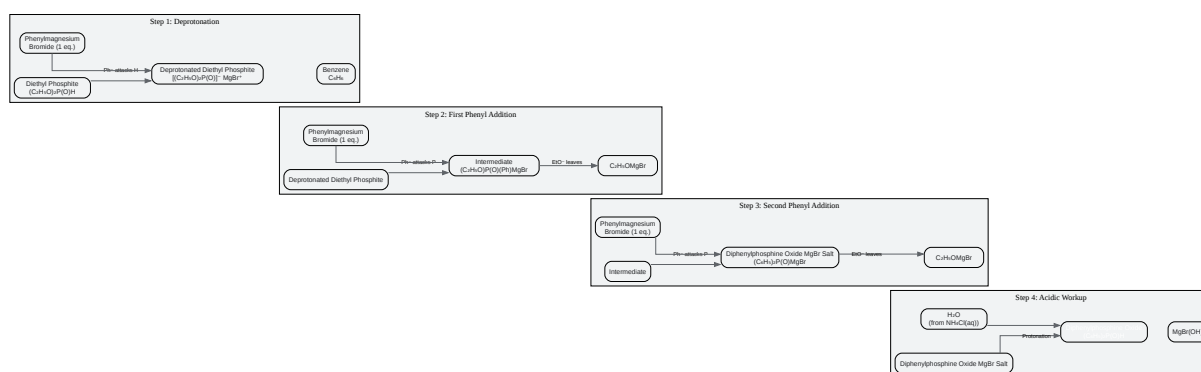 Step 1: Deprotonation
Phenylmagnesium
Bromide (1 eq.)
Ph⁻ attacks H
Diethyl Phosphite
(C₂H₅O)₂P(O)H
Deprotonated Diethyl Phosphite
[(C₂H₅O)₂P(O)]⁻ MgBr⁺
Benzene
C₆H₆
Step 2: First Phenyl Addition
Phenylmagnesium
Bromide (1 eq.)
Ph⁻ attacks P
Deprotonated Diethyl Phosphite
Intermediate
(C₂H₅O)P(O)(Ph)MgBr
EtO⁻ leaves
C₂H₅OMgBr
Step 3: Second Phenyl Addition
Phenylmagnesium
Bromide (1 eq.)
Ph⁻ attacks P
Intermediate
Diphenylphosphine Oxide MgBr Salt
(C₆H₅)₂P(O)MgBr
EtO⁻ leaves
C₂H₅OMgBr
Step 4: Acidic Workup
H₂O
(from NH₄Cl(aq))
Protonation
Diphenylphosphine Oxide MgBr Salt
MgBr(OH